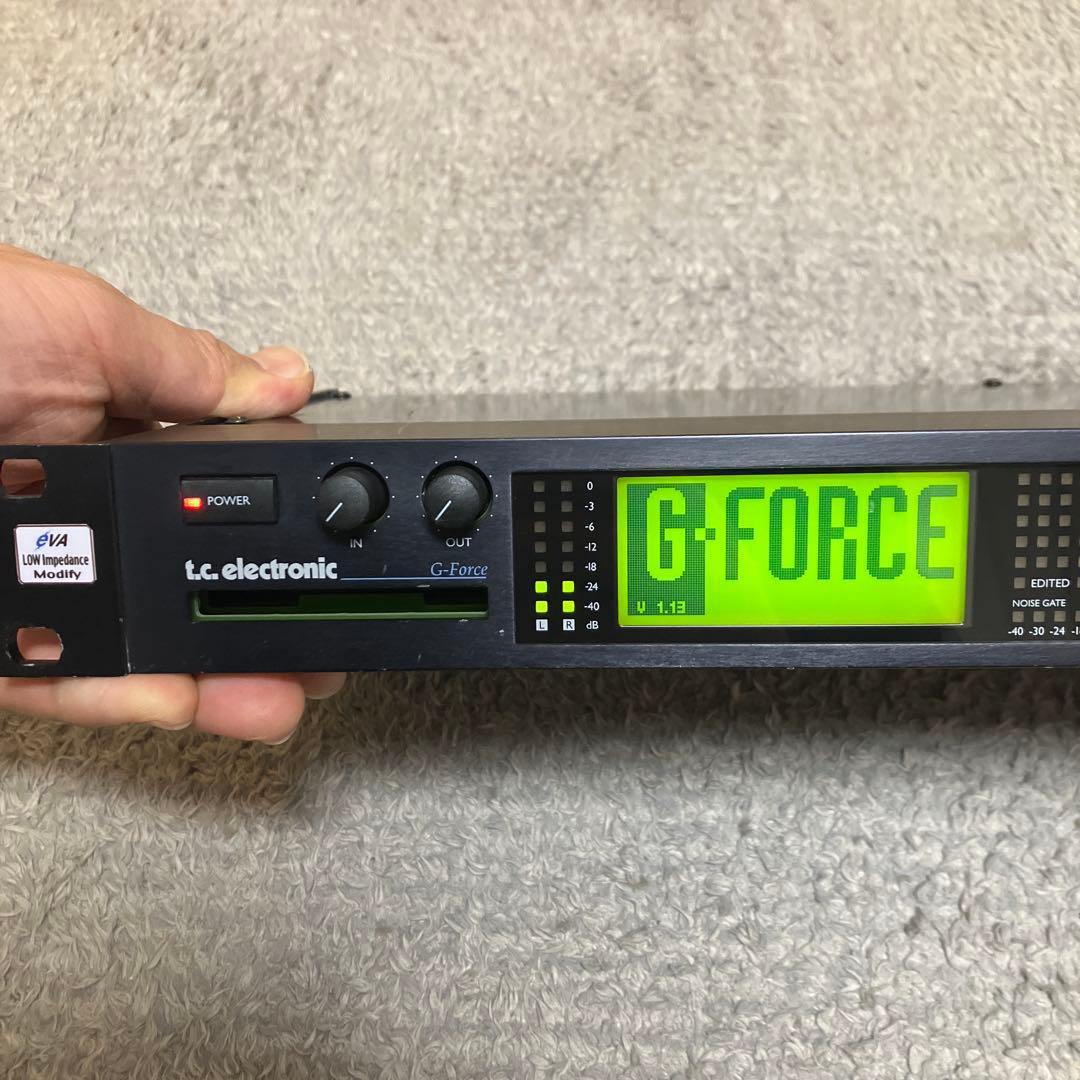 POWER
IN
OUT
t.c. electronic
G-Force
éVA
LOW Impedance
Modify
0
-3
-6
-12
-18
-24
-40
L R dB
G·FORCE
V 1.13
EDITED
NOISE GATE
-40 -30 -24